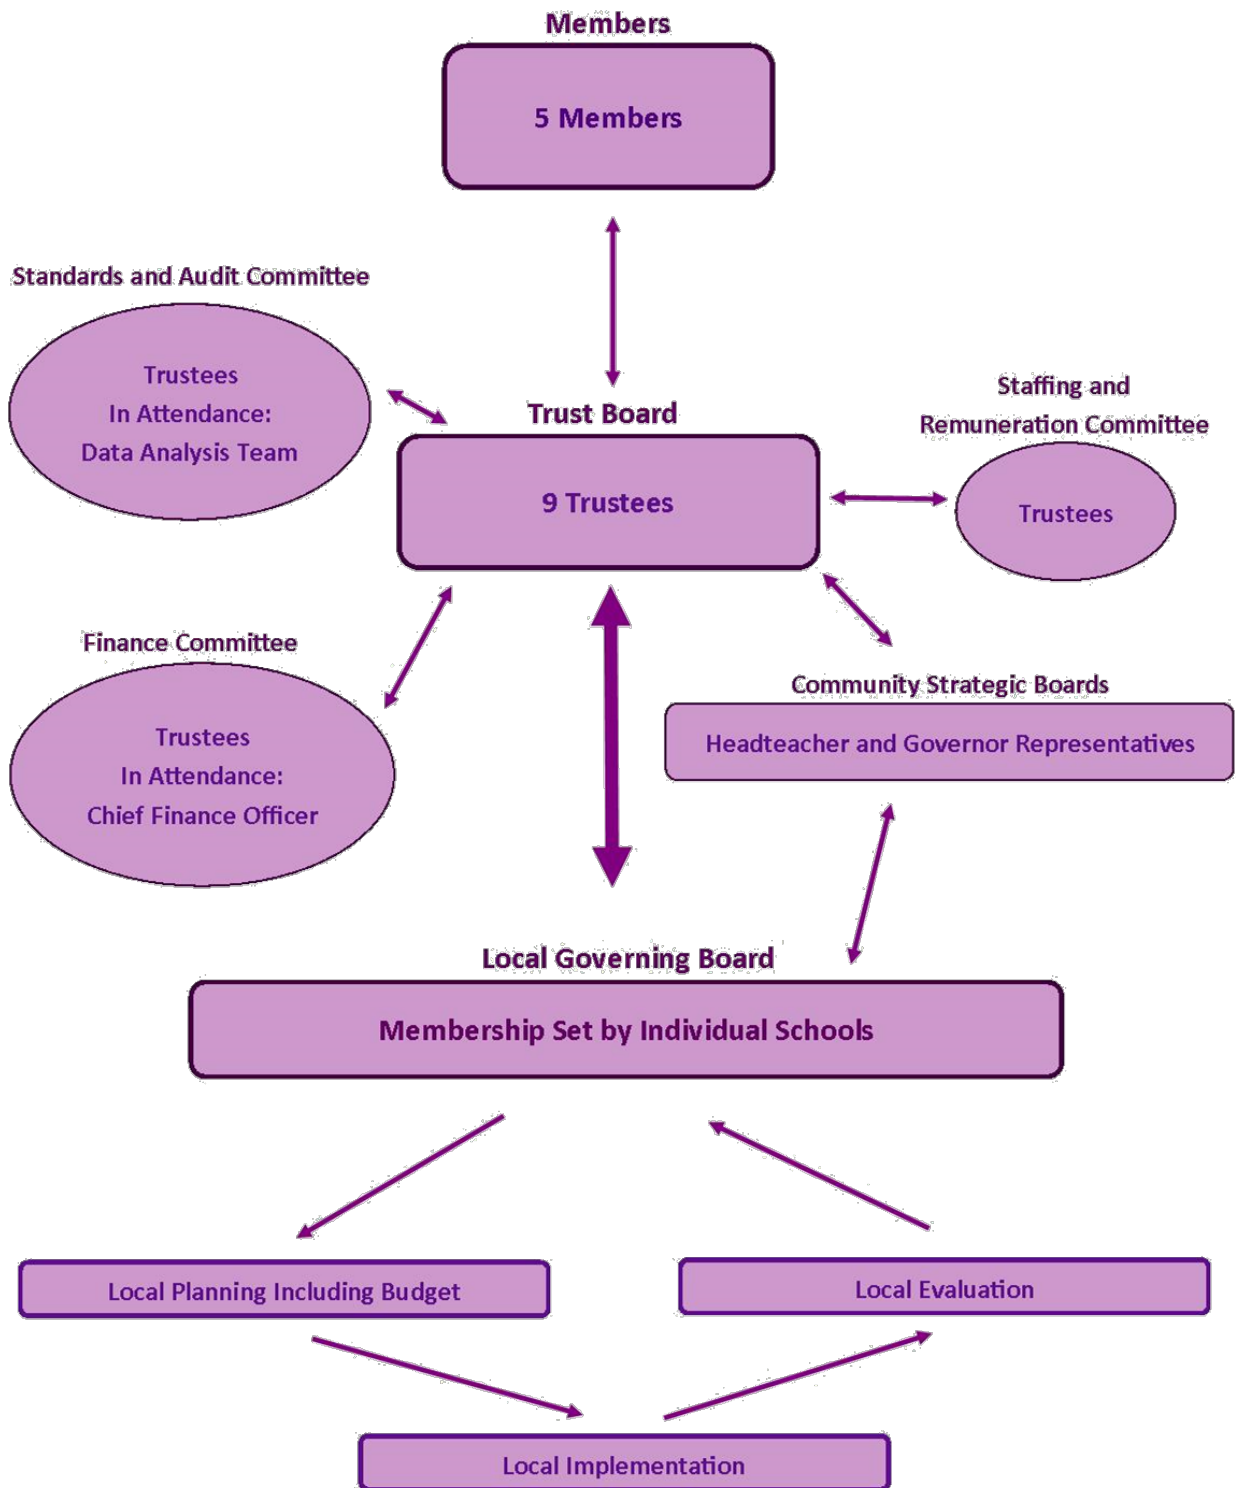 Members
5 Members
Standards and Audit Committee
Trustees
In Attendance:
Data Analysis Team
Staffing and
Remuneration Committee
Trustees
Trust Board
9 Trustees
Finance Committee
Trustees
In Attendance:
Chief Finance Officer
Community Strategic Boards
Headteacher and Governor Representatives
Local Governing Board
Membership Set by Individual Schools
Local Planning Including Budget
Local Evaluation
Local Implementation